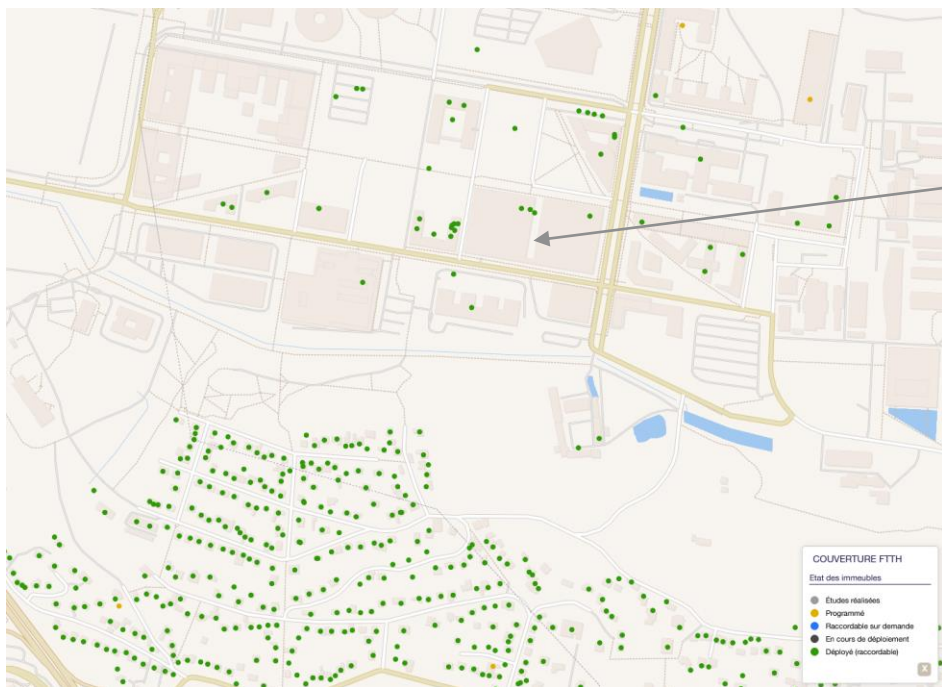 COUVERTURE FTTH
Etat des immeubles
Études réalisées
Programmé
Raccordable sur demande
En cours de déploiement
Déployé (raccordable)
X